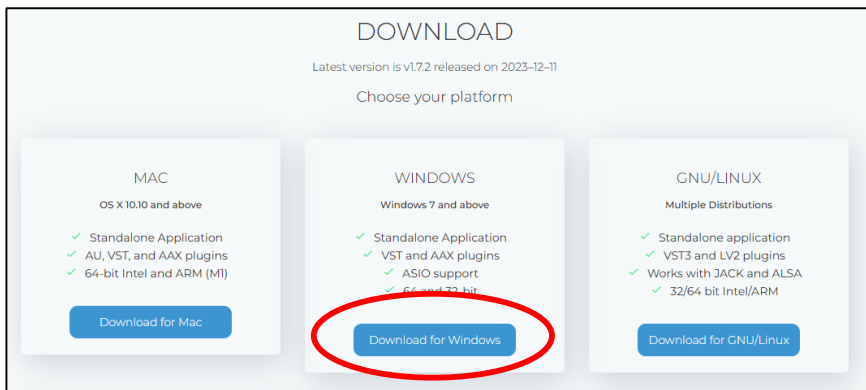 DOWNLOAD
Latest version is v1.7.2 released on 2023–12–11
Choose your platform
MAC
OS X 10.10 and above
Standalone Application
AU, VST, and AAX plugins
64-bit Intel and ARM (M1)
Download for Mac
WINDOWS
Windows 7 and above
Standalone Application
VST and AAX plugins
ASIO support
64 and 32-bit
Download for Windows
GNU/LINUX
Multiple Distributions
Standalone application
VST3 and LV2 plugins
Works with JACK and ALSA
32/64 bit Intel/ARM
Download for GNU/Linux